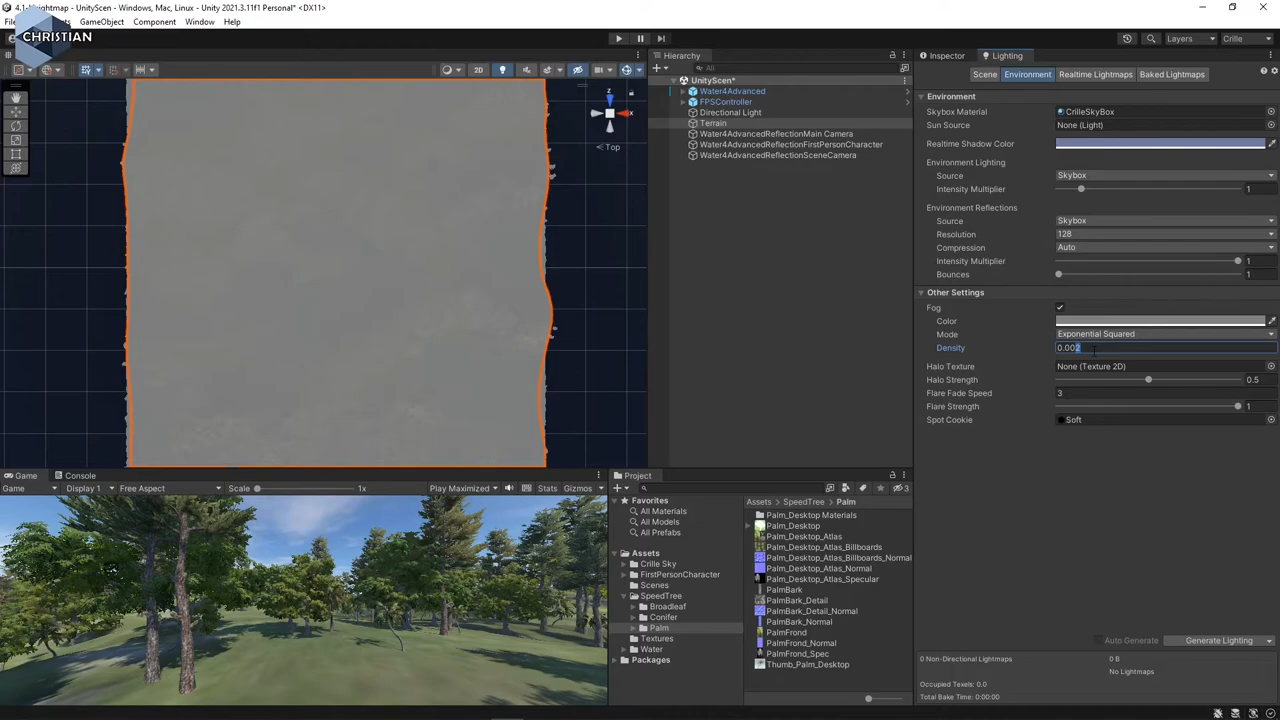 4.1-Heightmap - UnityScen - Windows, Mac, Linux - Unity 2021.3.11f1 Personal* <DX11>
GameObject Component Window Help
CHRISTIAN
Layers Crille
2D
z
x
Top
Hierarchy
All
UnityScen*
Water4Advanced
FPSController
Directional Light
Terrain
Water4AdvancedReflectionMain Camera
Water4AdvancedReflectionFirstPersonCharacter
Water4AdvancedReflectionSceneCamera
Inspector Lighting
Scene Environment Realtime Lightmaps Baked Lightmaps
Environment
Skybox Material CrilleSkyBox
Sun Source None (Light)
Realtime Shadow Color
Environment Lighting
Source Skybox
Intensity Multiplier 1
Environment Reflections
Source Skybox
Resolution 128
Compression Auto
Intensity Multiplier 1
Bounces 1
Other Settings
Fog
Color
Mode Exponential Squared
Density 0.002
Halo Texture None (Texture 2D)
Halo Strength 0.5
Flare Fade Speed 3
Flare Strength 1
Spot Cookie Soft
Auto Generate Generate Lighting
0 Non-Directional Lightmaps 0 B
No Lightmaps
Occupied Texels: 0.0
Total Bake Time: 0:00:00
Game Console
Game Display 1 Free Aspect Scale 1x Play Maximized Stats Gizmos
Project
3
Favorites
All Materials
All Models
All Prefabs
Assets
Crille Sky
FirstPersonCharacter
Scenes
SpeedTree
Broadleaf
Conifer
Palm
Textures
Water
Packages
Assets > SpeedTree > Palm
Palm_Desktop Materials
Palm_Desktop
Palm_Desktop_Atlas
Palm_Desktop_Atlas_Billboards
Palm_Desktop_Atlas_Billboards_Normal
Palm_Desktop_Atlas_Normal
Palm_Desktop_Atlas_Specular
PalmBark
PalmBark_Detail
PalmBark_Detail_Normal
PalmBark_Normal
PalmFrond
PalmFrond_Normal
PalmFrond_Spec
Thumb_Palm_Desktop